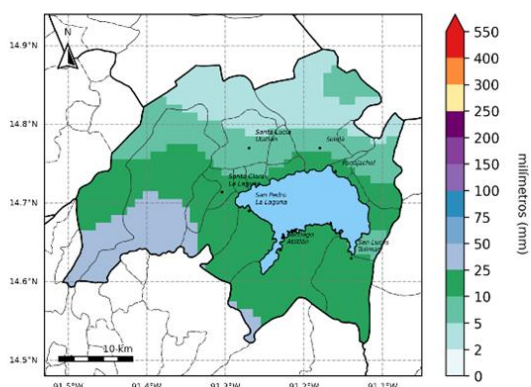 14.9°N
14.8°N
14.7°N
14.6°N
14.5°N
91.5°W
91.4°W
91.3°W
91.2°W
91.1°W
N
Santa Lucía
Utatlán
Sololá
Panajachel
Santa Clara
La Laguna
San Pedro
La Laguna
Santiago
Atitlán
San Lucas
Tolimán
10 km
550
400
300
250
200
150
100
75
50
25
10
5
2
0
milímetros (mm)